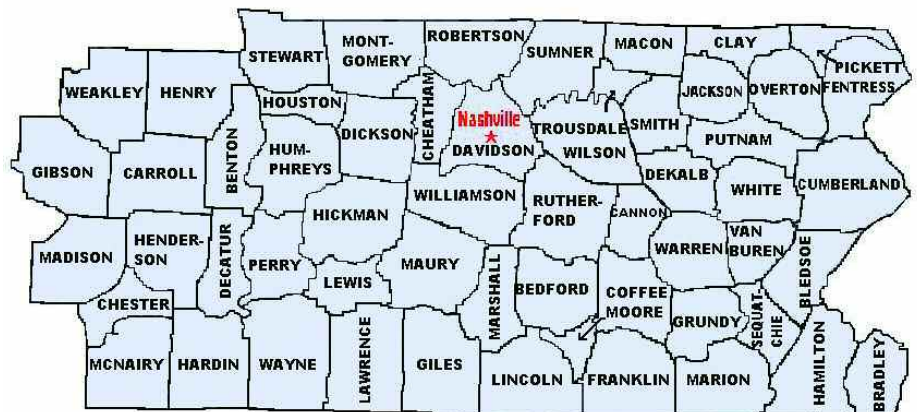 STEWART
MONT-
GOMERY
ROBERTSON
SUMNER
MACON
CLAY
PICKETT
FENTRESS
WEAKLEY
HENRY
HOUSTON
DICKSON
CHEATHAM
Nashville
DAVIDSON
TROUSDALE
WILSON
SMITH
JACKSON
OVERTON
PUTNAM
GIBSON
CARROLL
BENTON
HUM-
PHREYS
HICKMAN
WILLIAMSON
RUTHER-
FORD
CANNON
DEKALB
WHITE
CUMBERLAND
MADISON
HENDER-
SON
DECATUR
PERRY
LEWIS
MAURY
MARSHALL
BEDFORD
COFFEE
MOORE
WARREN
VAN
BUREN
BLEDSOE
CHESTER
GRUNDY
SEQUAT-
CHIE
MCNAIRY
HARDIN
WAYNE
LAWRENCE
GILES
LINCOLN
FRANKLIN
MARION
HAMILTON
BRADLEY